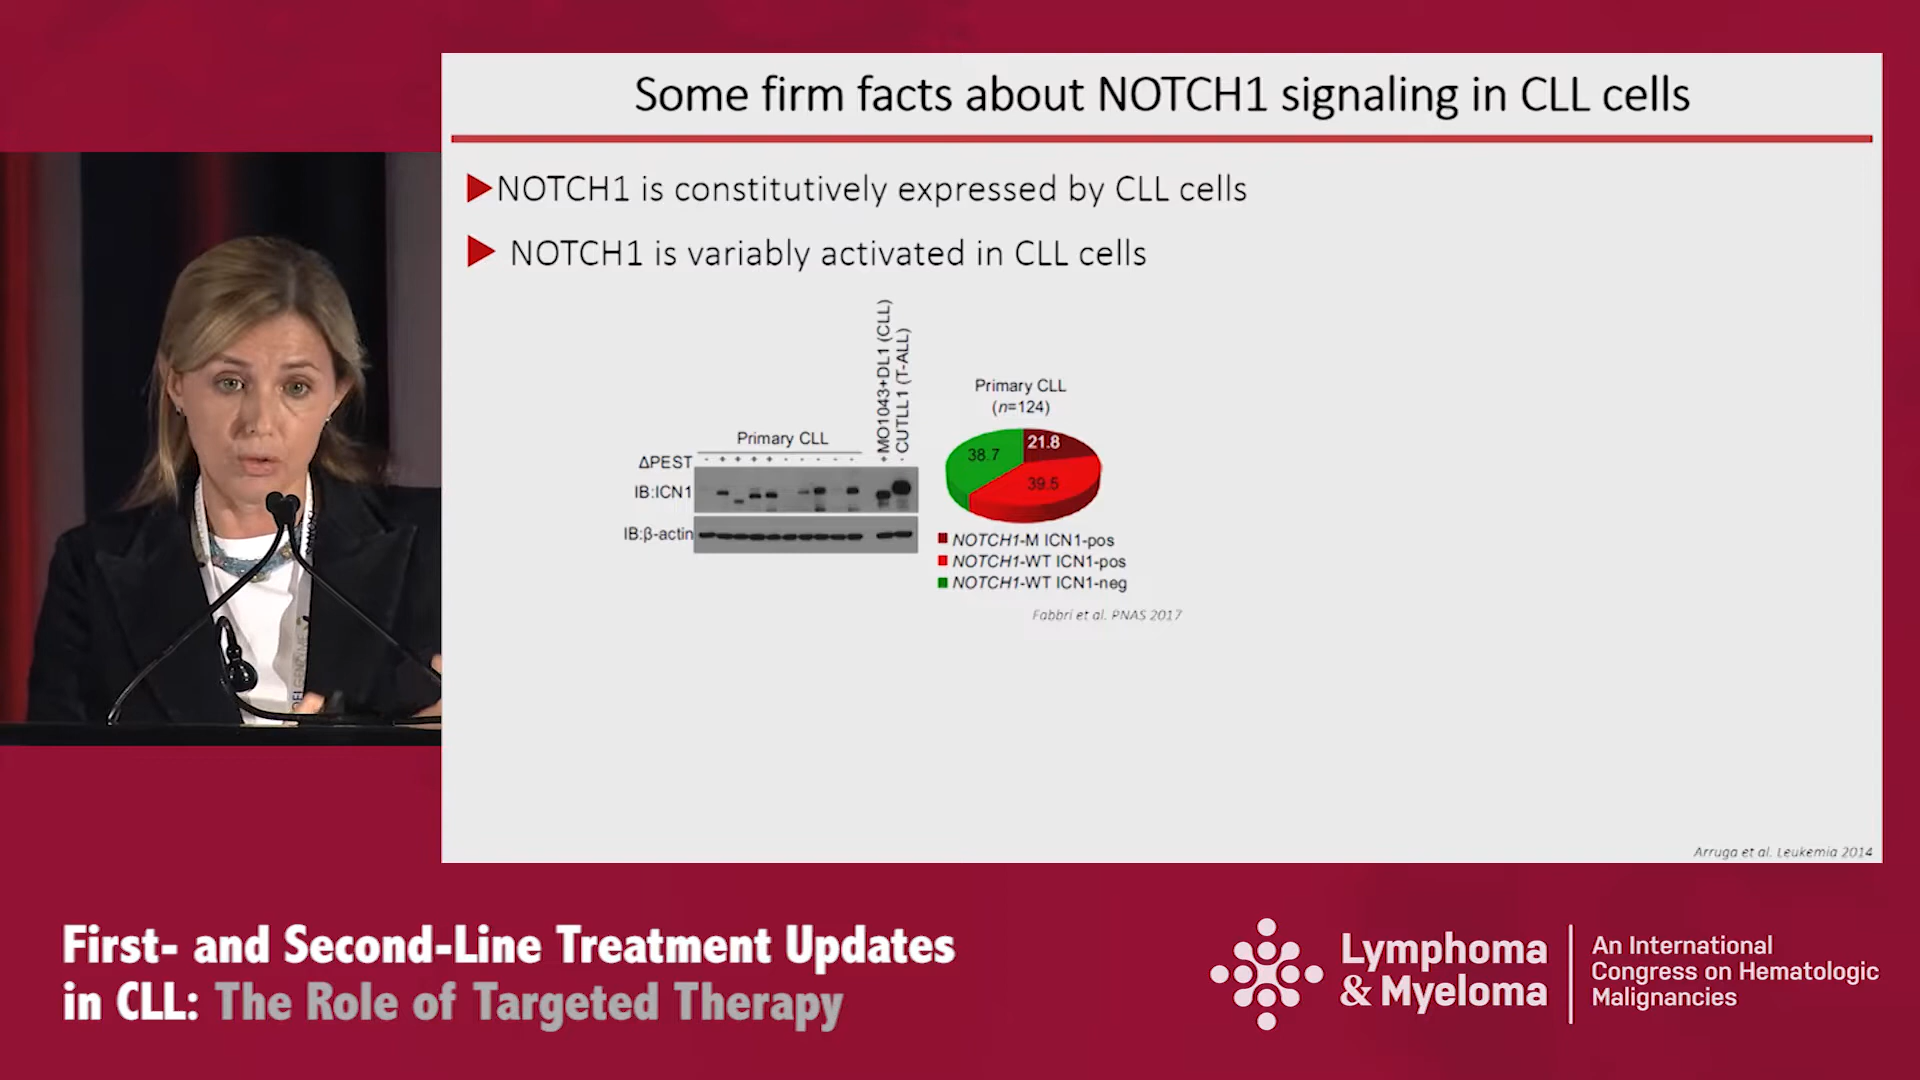 Some firm facts about NOTCH1 signaling in CLL cells
▶NOTCH1 is constitutively expressed by CLL cells
▶ NOTCH1 is variably activated in CLL cells
+MO1043+DL1 (CLL)
- CUTLL1 (T-ALL)
Primary CLL
(n=124)
Primary CLL
ΔPEST - + + + + - - - - -
IB:ICN1
IB:β-actin
21.8
38.7
39.5
NOTCH1-M ICN1-pos
NOTCH1-WT ICN1-pos
NOTCH1-WT ICN1-neg
Fabbri et al. PNAS 2017
Arruga et al. Leukemia 2014
First- and Second-Line Treatment Updates
in CLL: The Role of Targeted Therapy
Lymphoma
& Myeloma
An International
Congress on Hematologic
Malignancies